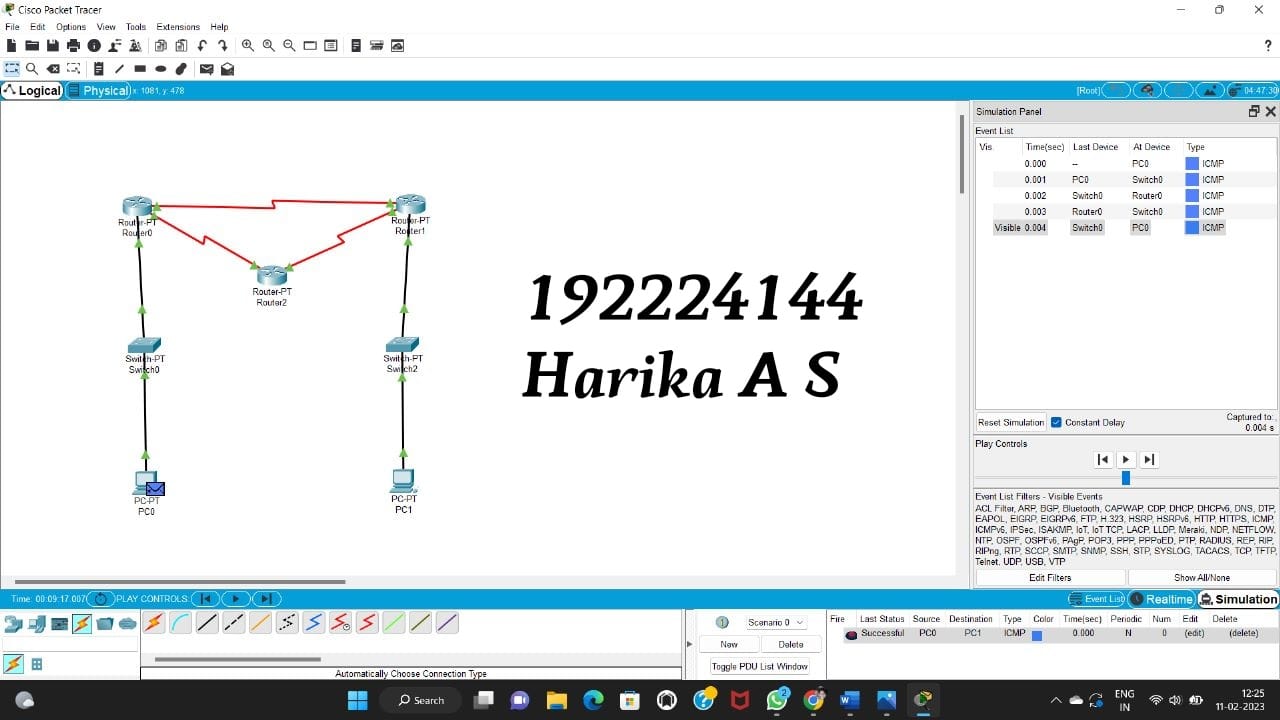 Cisco Packet Tracer
File Edit Options View Tools Extensions Help
?
Logical Physical x: 1081, y: 478 [Root] 04:47:30
Simulation Panel
Event List
Vis. Time(sec) Last Device At Device Type
0.000 -- PC0 ICMP
0.001 PC0 Switch0 ICMP
0.002 Switch0 Router0 ICMP
0.003 Router0 Switch0 ICMP
Visible 0.004 Switch0 PC0 ICMP
Router-PT
Router0
Router-PT
Router1
Router-PT
Router2
192224144
Harika A S
Switch-PT
Switch0
Switch-PT
Switch2
PC-PT
PC0
PC-PT
PC1
Reset Simulation Constant Delay Captured to:
0.004 s
Play Controls
Event List Filters - Visible Events
ACL Filter, ARP, BGP, Bluetooth, CAPWAP, CDP, DHCP, DHCPv6, DNS, DTP,
EAPOL, EIGRP, EIGRPv6, FTP, H.323, HSRP, HSRPv6, HTTP, HTTPS, ICMP,
ICMPv6, IPSec, ISAKMP, IoT, IoT TCP, LACP, LLDP, Meraki, NDP, NETFLOW,
NTP, OSPF, OSPFv6, PAgP, POP3, PPP, PPPoED, PTP, RADIUS, REP, RIP,
RIPng, RTP, SCCP, SMTP, SNMP, SSH, STP, SYSLOG, TACACS, TCP, TFTP,
Telnet, UDP, USB, VTP
Edit Filters Show All/None
Time: 00:09:17.007 PLAY CONTROLS: Event List Realtime Simulation
Scenario 0
New Delete
Toggle PDU List Window
Fire Last Status Source Destination Type Color Time(sec) Periodic Num Edit Delete
Successful PC0 PC1 ICMP 0.000 N 0 (edit) (delete)
Automatically Choose Connection Type
Search
2
ENG
IN
12:25
11-02-2023